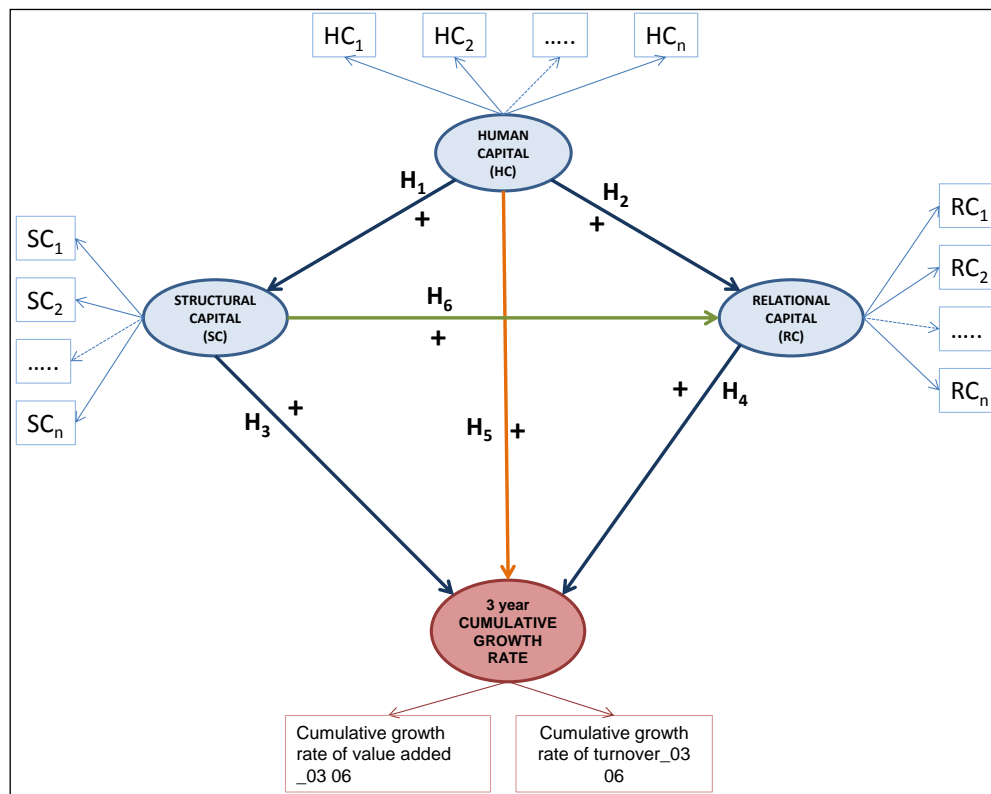 HC₁
HC₂
.....
HCₙ
HUMAN
CAPITAL
(HC)
H₁
+
H₂
+
SC₁
SC₂
.....
SCₙ
RC₁
RC₂
.....
RCₙ
STRUCTURAL
CAPITAL
(SC)
H₆
+
RELATIONAL
CAPITAL
(RC)
H₃
+
H₅
+
+
H₄
3 year
CUMULATIVE
GROWTH
RATE
Cumulative growth
rate of value added
_03 06
Cumulative growth
rate of turnover_03
06